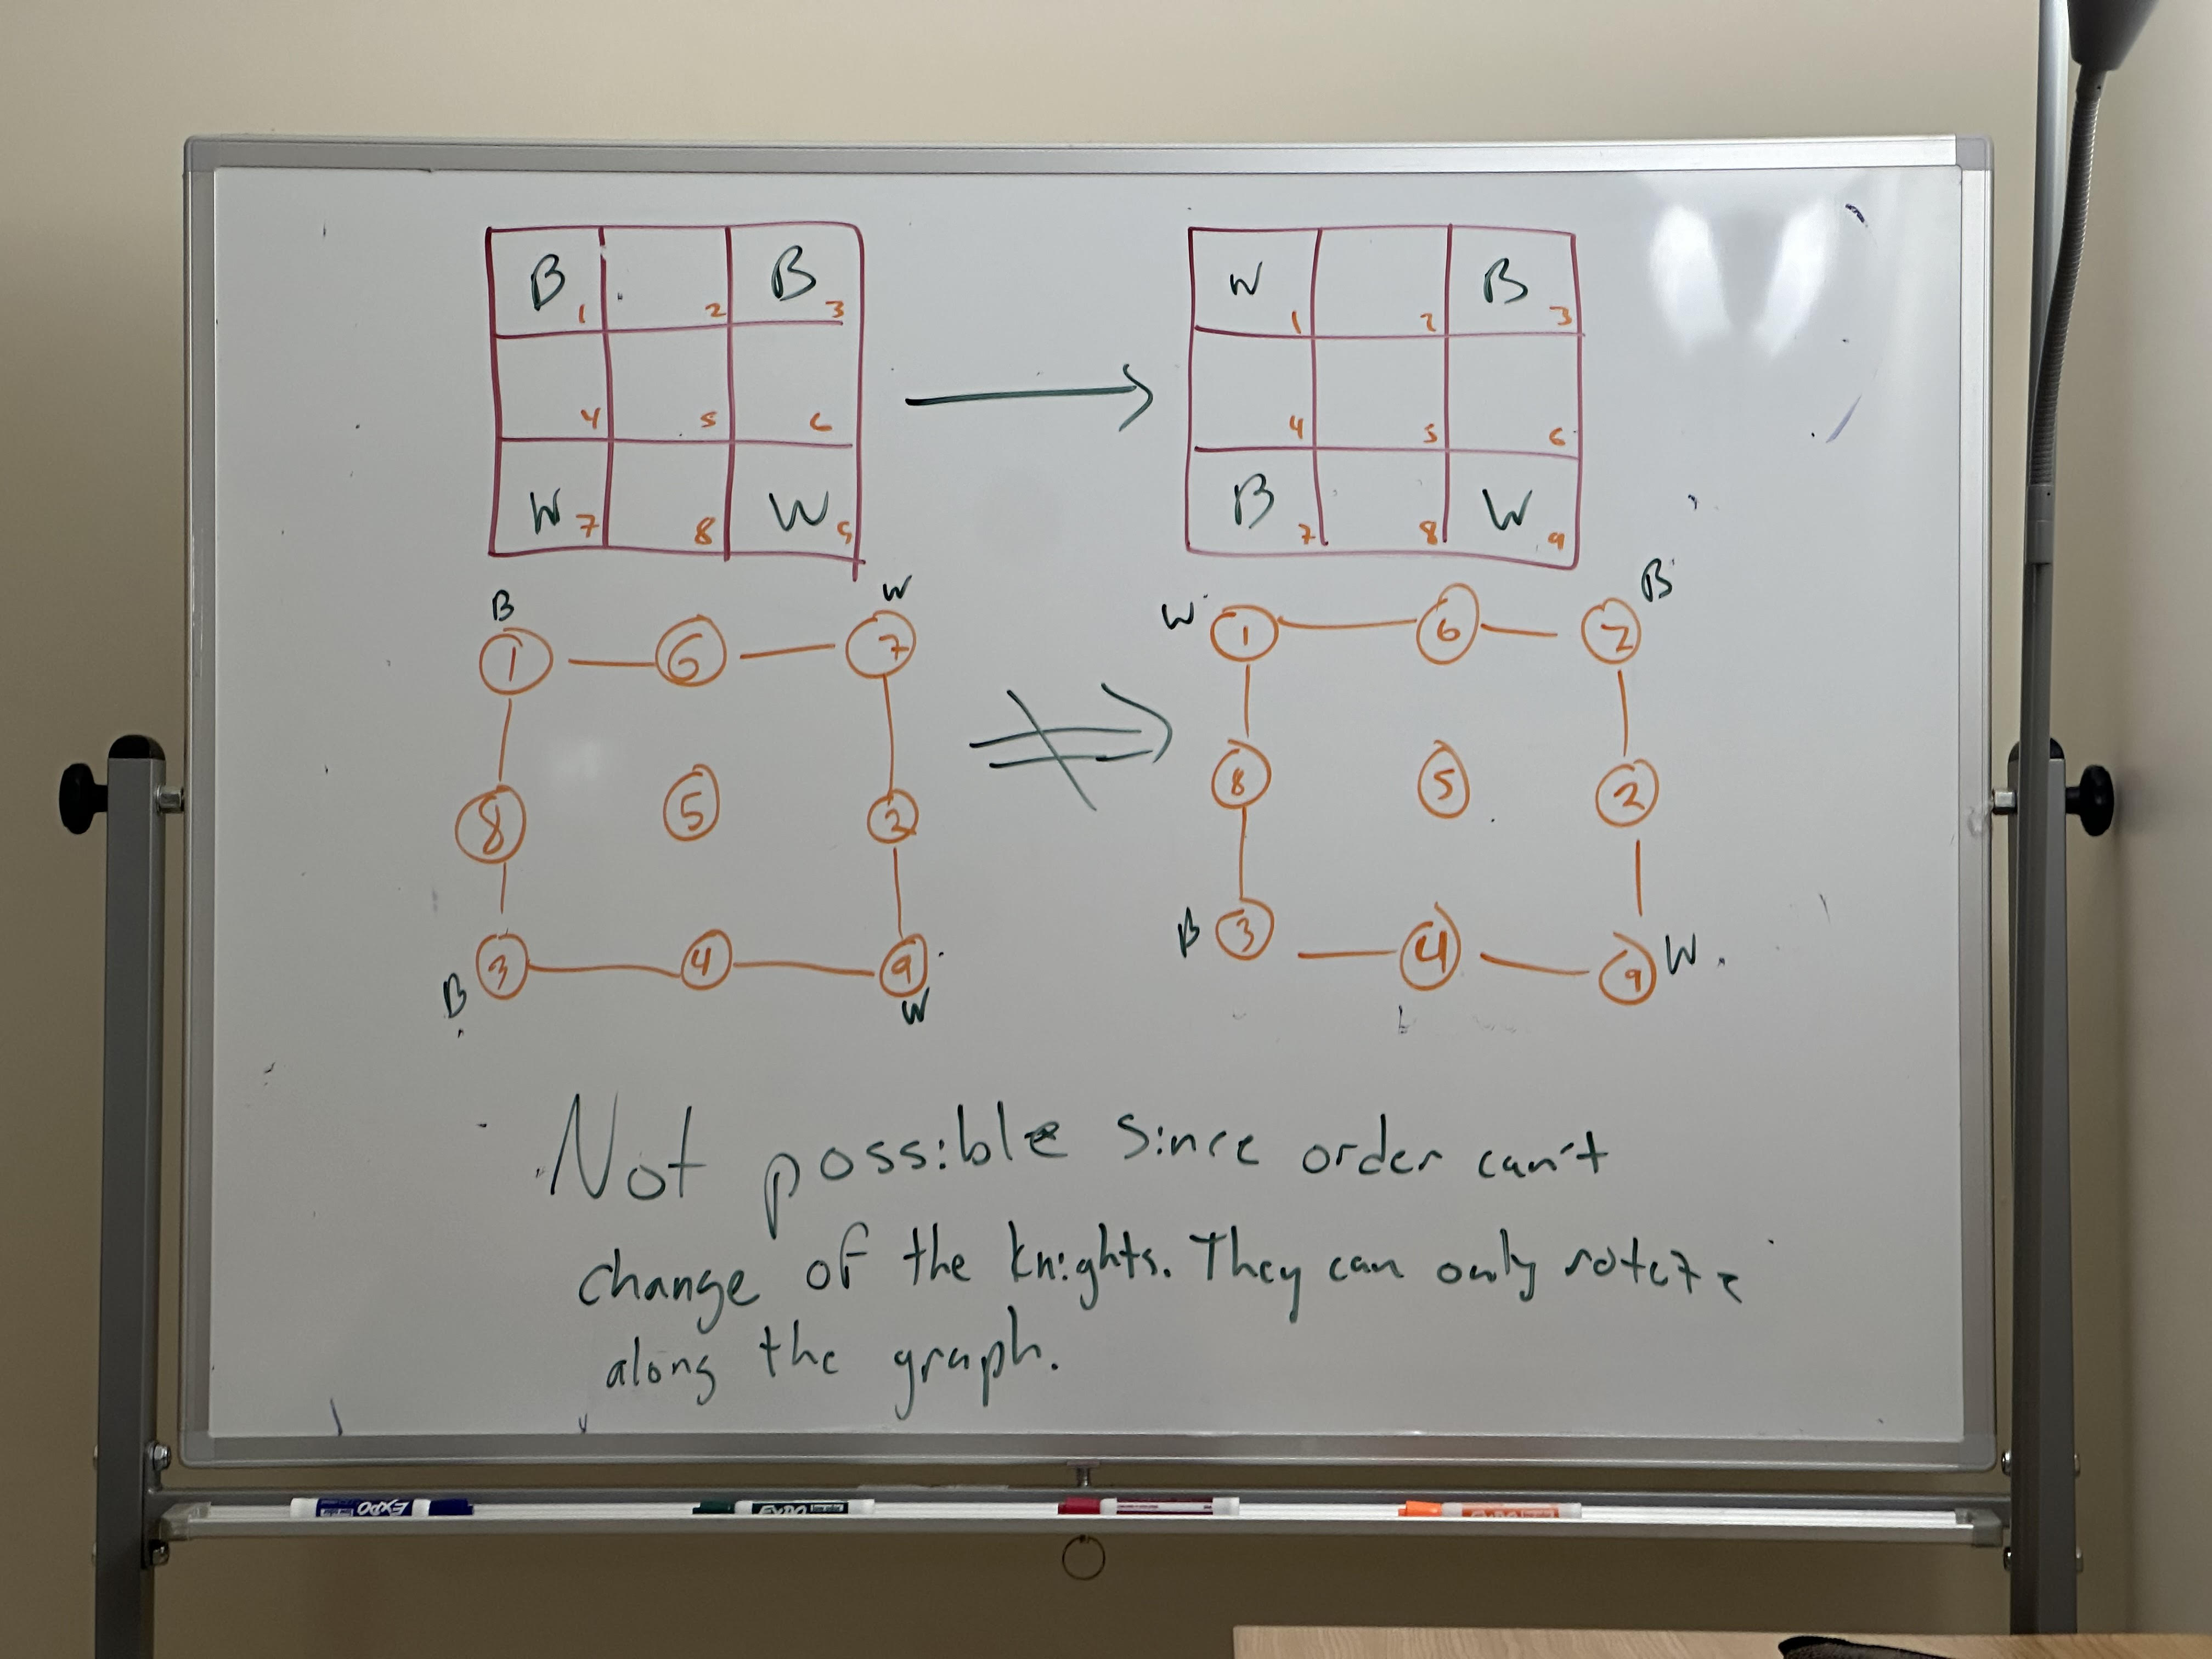 B 1 2 B 3
4 5 6
W 7 8 W 9
W 1 2 B 3
4 5 6
B 7 8 W 9
B W
1 6 7
8 5 2
3 4 9
B W
W 1 6 7 B
8 5 2
B 3 4 9 W
Not possible since order can't
change of the knights. They can only rotate
along the graph.
EXPO
EXPO